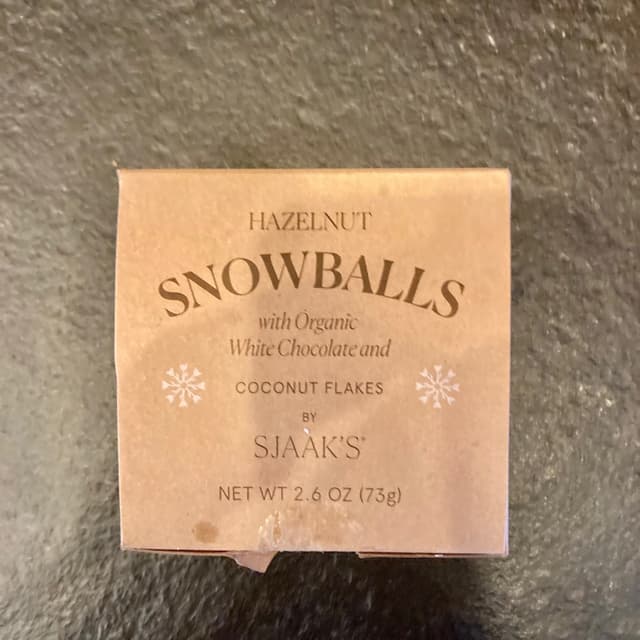 HAZELNUT
SNOWBALLS
with Organic
White Chocolate and
COCONUT FLAKES
BY
SJAAK'S®
NET WT 2.6 OZ (73g)